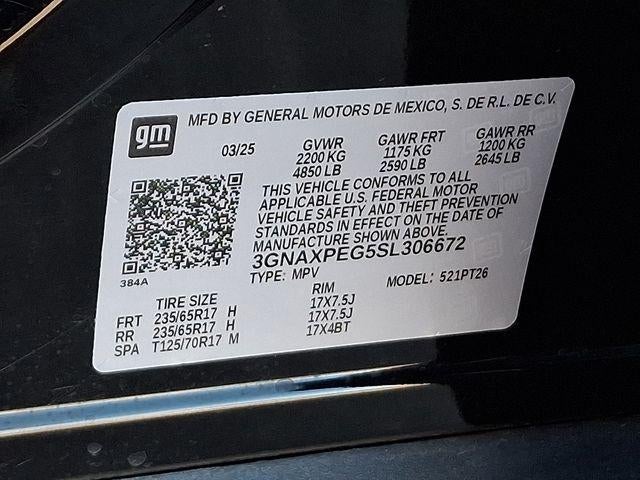 gm
MFD BY GENERAL MOTORS DE MEXICO, S. DE R.L. DE C.V.
03/25 GVWR GAWR FRT GAWR RR
2200 KG 1175 KG 1200 KG
4850 LB 2590 LB 2645 LB
THIS VEHICLE CONFORMS TO ALL
APPLICABLE U.S. FEDERAL MOTOR
VEHICLE SAFETY AND THEFT PREVENTION
STANDARDS IN EFFECT ON THE DATE OF
MANUFACTURE SHOWN ABOVE.
3GNAXPEG5SL306672
384A
TYPE: MPV MODEL: 521PT26
TIRE SIZE RIM
FRT 235/65R17 H 17X7.5J
RR 235/65R17 H 17X7.5J
SPA T125/70R17 M 17X4BT